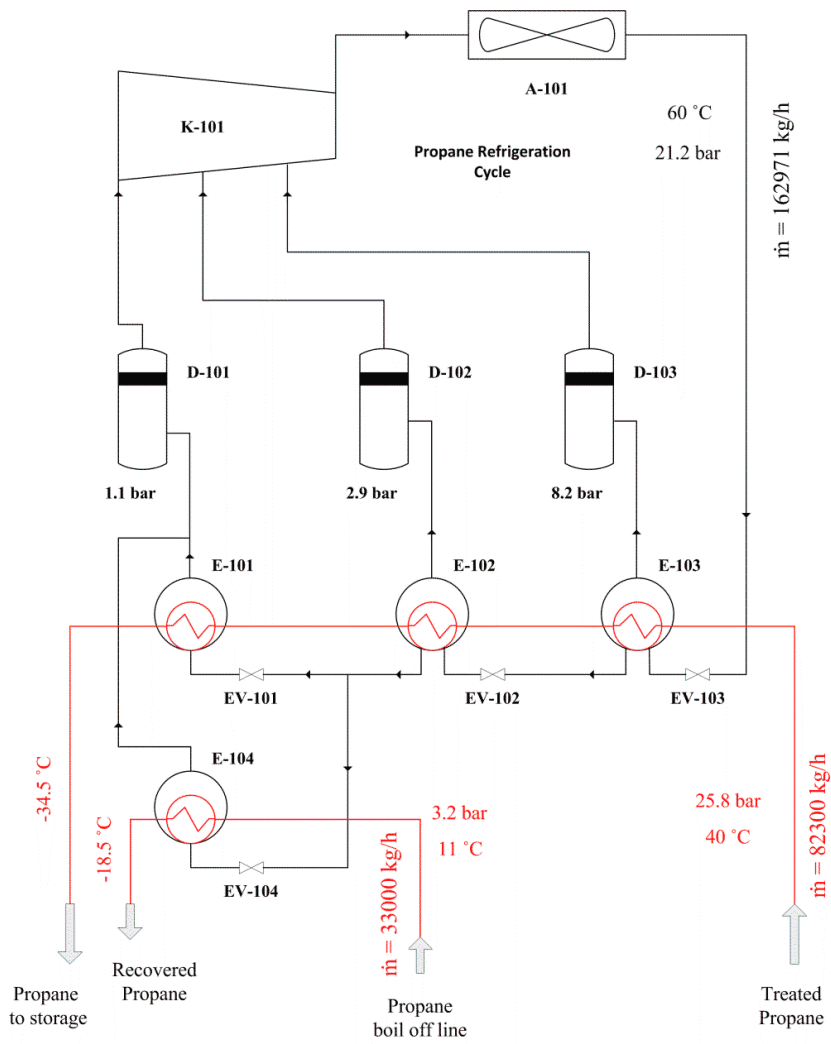 A-101
K-101
Propane Refrigeration
Cycle
60 ˚C
21.2 bar
ṁ = 162971 kg/h
D-101
D-102
D-103
1.1 bar
2.9 bar
8.2 bar
E-101
E-102
E-103
EV-101
EV-102
EV-103
E-104
-34.5 ˚C
-18.5 ˚C
3.2 bar
11 ˚C
25.8 bar
40 ˚C
ṁ = 82300 kg/h
EV-104
ṁ = 33000 kg/h
Propane
to storage
Recovered
Propane
Propane
boil off line
Treated
Propane